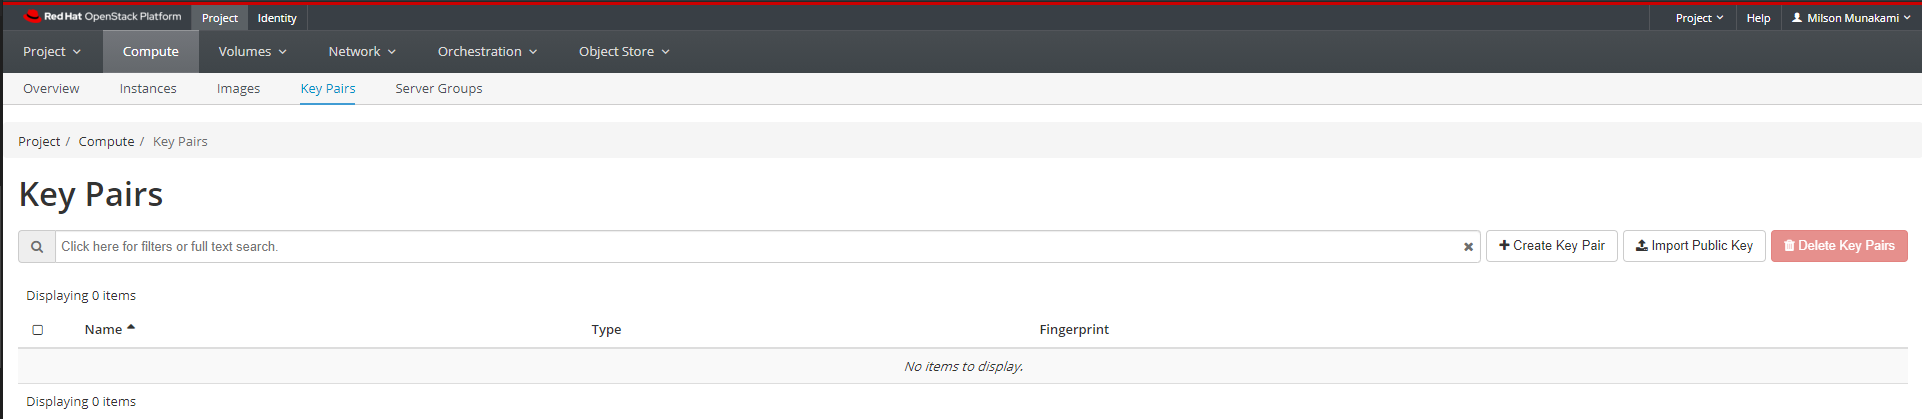 Red Hat OpenStack Platform Project Identity Project Help Milson Munakami
Project Compute Volumes Network Orchestration Object Store
Overview Instances Images Key Pairs Server Groups
Project / Compute / Key Pairs
Key Pairs
Click here for filters or full text search. Create Key Pair Import Public Key Delete Key Pairs
Displaying 0 items
Name Type Fingerprint
No items to display.
Displaying 0 items